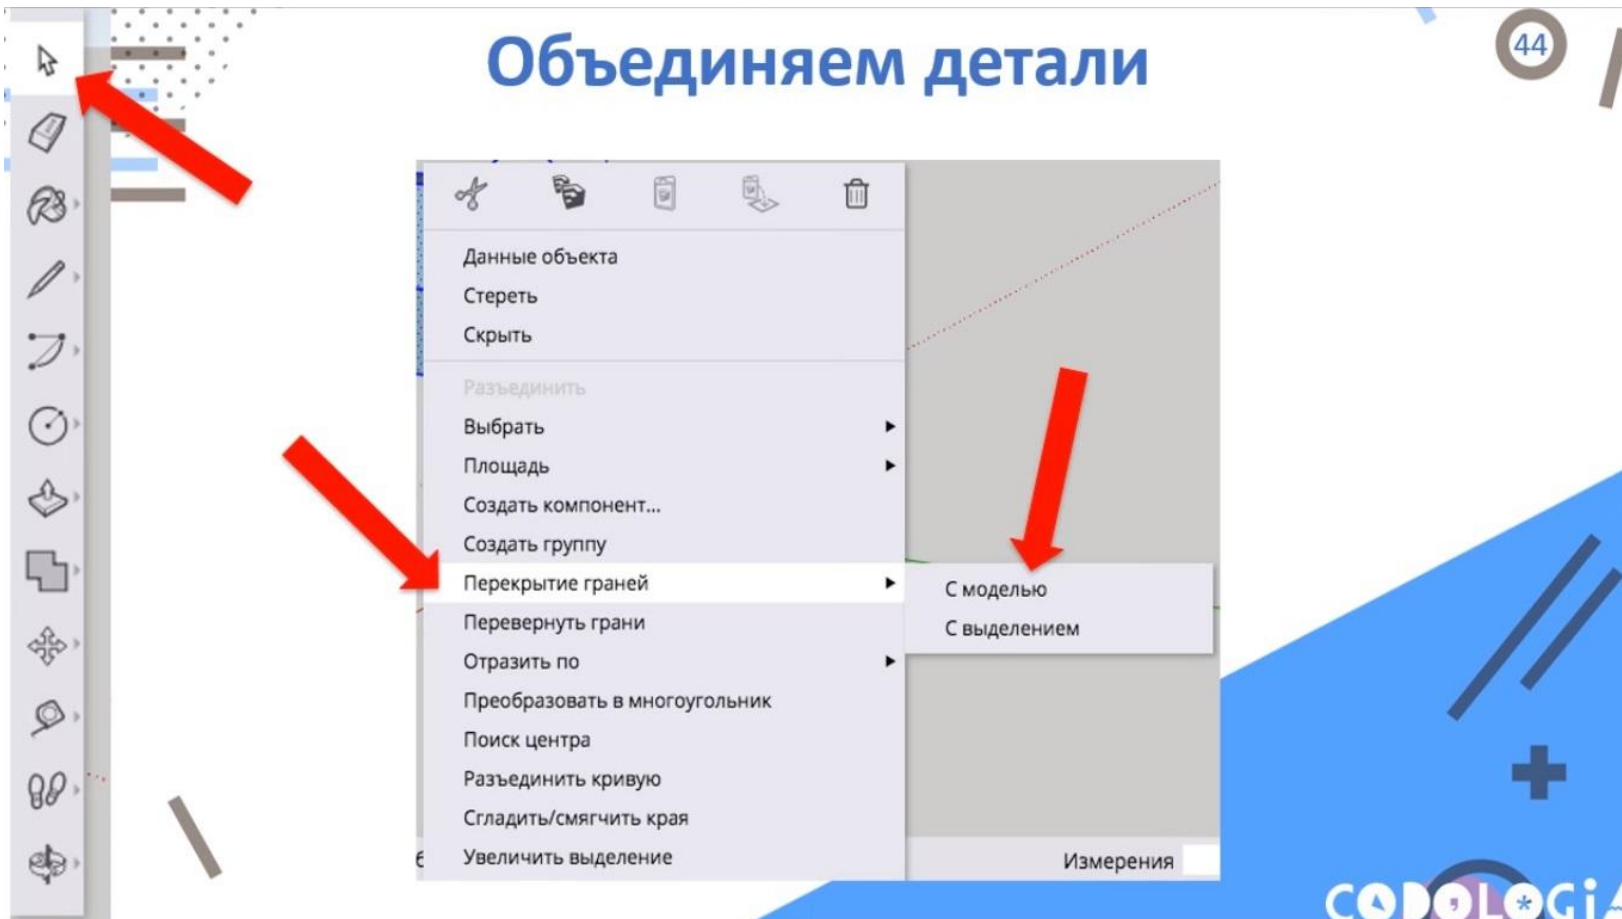 Объединяем детали
44
Данные объекта
Стереть
Скрыть
Разъединить
Выбрать
Площадь
Создать компонент...
Создать группу
Перекрытие граней
С моделью
С выделением
Перевернуть грани
Отразить по
Преобразовать в многоугольник
Поиск центра
Разъединить кривую
Сгладить/смягчить края
Увеличить выделение
Измерения
CODOLOGiA